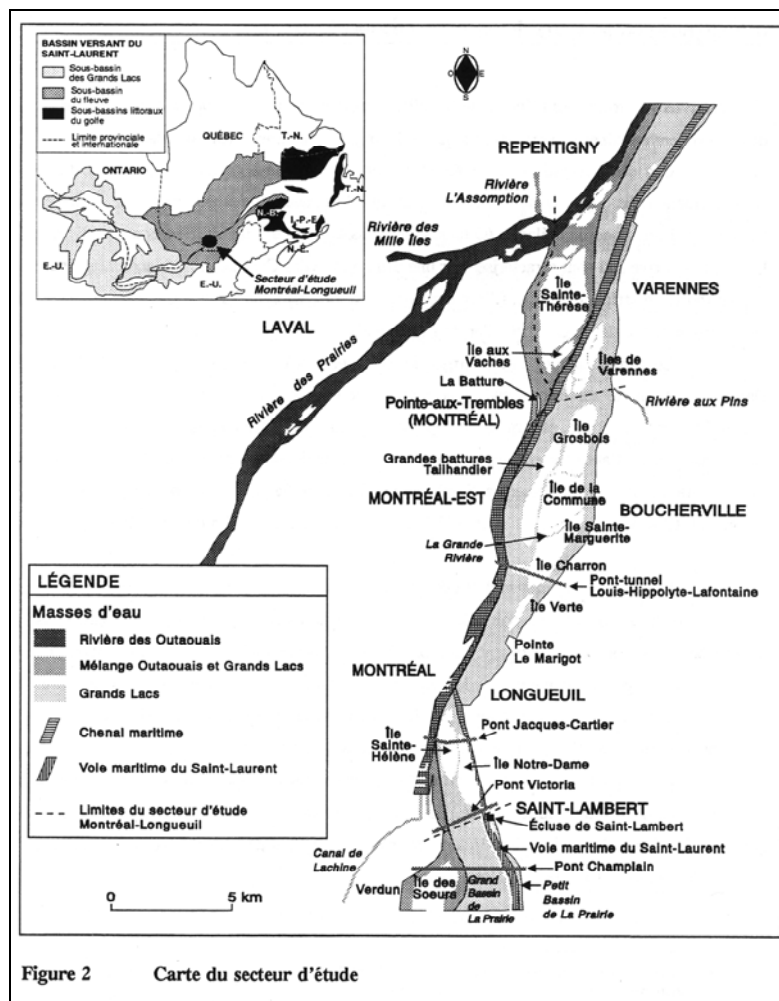 BASSIN VERSANT DU
SAINT-LAURENT
Sous-bassin
des Grands Lacs
Sous-bassin
du fleuve
Sous-bassins littoraux
du golfe
Limite provinciale
et internationale
QUÉBEC
T.-N.
ONTARIO
T.-N.
N.-B.
I.-P.-E.
N.-É.
E.-U.
E.-U.
Secteur d'étude
Montréal-Longueuil
N
O
E
S
REPENTIGNY
Rivière
L'Assomption
Rivière des
Mille Îles
LAVAL
Rivière des Prairies
Île
Sainte-
Thérèse
VARENNES
Île aux
Vaches
Îles de
Varennes
La Batture
Pointe-aux-Trembles
(MONTRÉAL)
Rivière aux Pins
Île
Grosbois
Grandes battures
Tailhandier
MONTRÉAL-EST
Île de la
Commune
BOUCHERVILLE
Île Sainte-
Marguerite
La Grande
Rivière
Île Charron
Pont-tunnel
Louis-Hippolyte-Lafontaine
Île Verte
Pointe
Le Marigot
MONTRÉAL
LONGUEUIL
Pont Jacques-Cartier
Île
Sainte-
Hélène
Île Notre-Dame
Pont Victoria
SAINT-LAMBERT
Écluse de Saint-Lambert
Voie maritime du Saint-Laurent
Pont Champlain
Canal de
Lachine
Verdun
Île des
Soeurs
Grand
Bassin
de
La Prairie
Petit
Bassin
de La Prairie
LÉGENDE
Masses d'eau
Rivière des Outaouais
Mélange Outaouais et Grands Lacs
Grands Lacs
Chenal maritime
Voie maritime du Saint-Laurent
Limites du secteur d'étude
Montréal-Longueuil
0
5 km
Figure 2 Carte du secteur d'étude